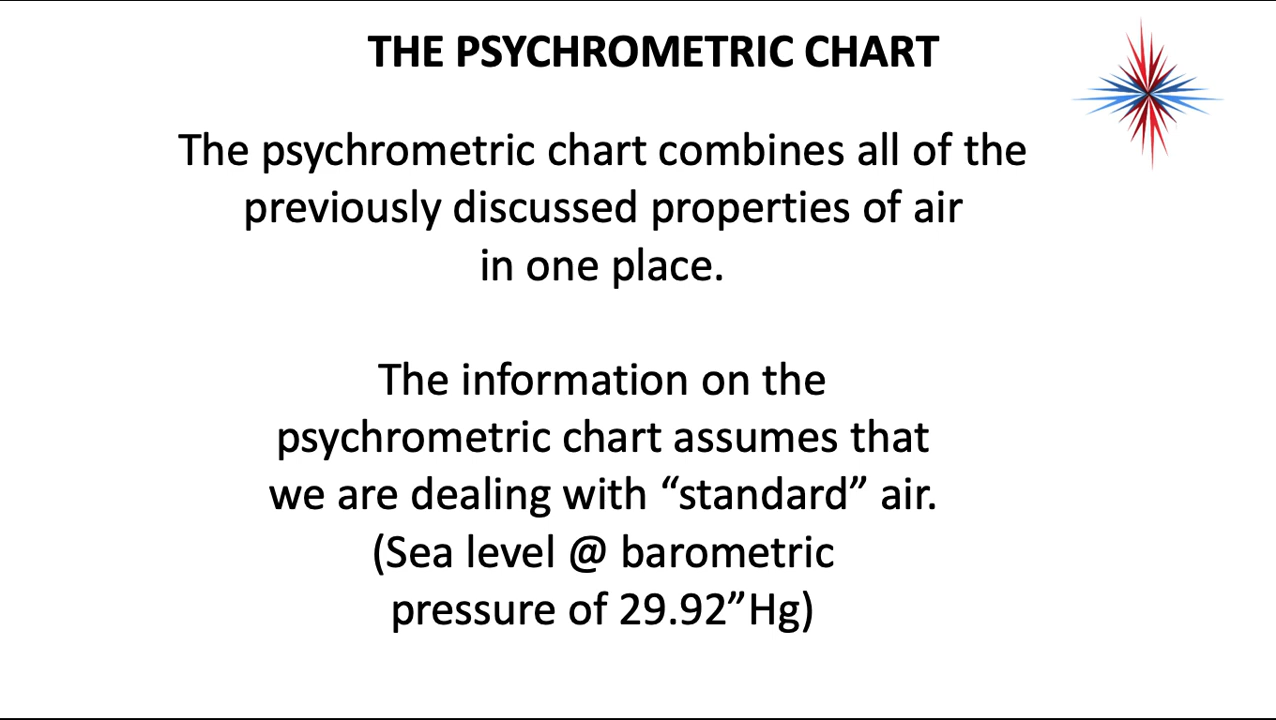 THE PSYCHROMETRIC CHART
The psychrometric chart combines all of the
previously discussed properties of air
in one place.
The information on the
psychrometric chart assumes that
we are dealing with “standard” air.
(Sea level @ barometric
pressure of 29.92”Hg)